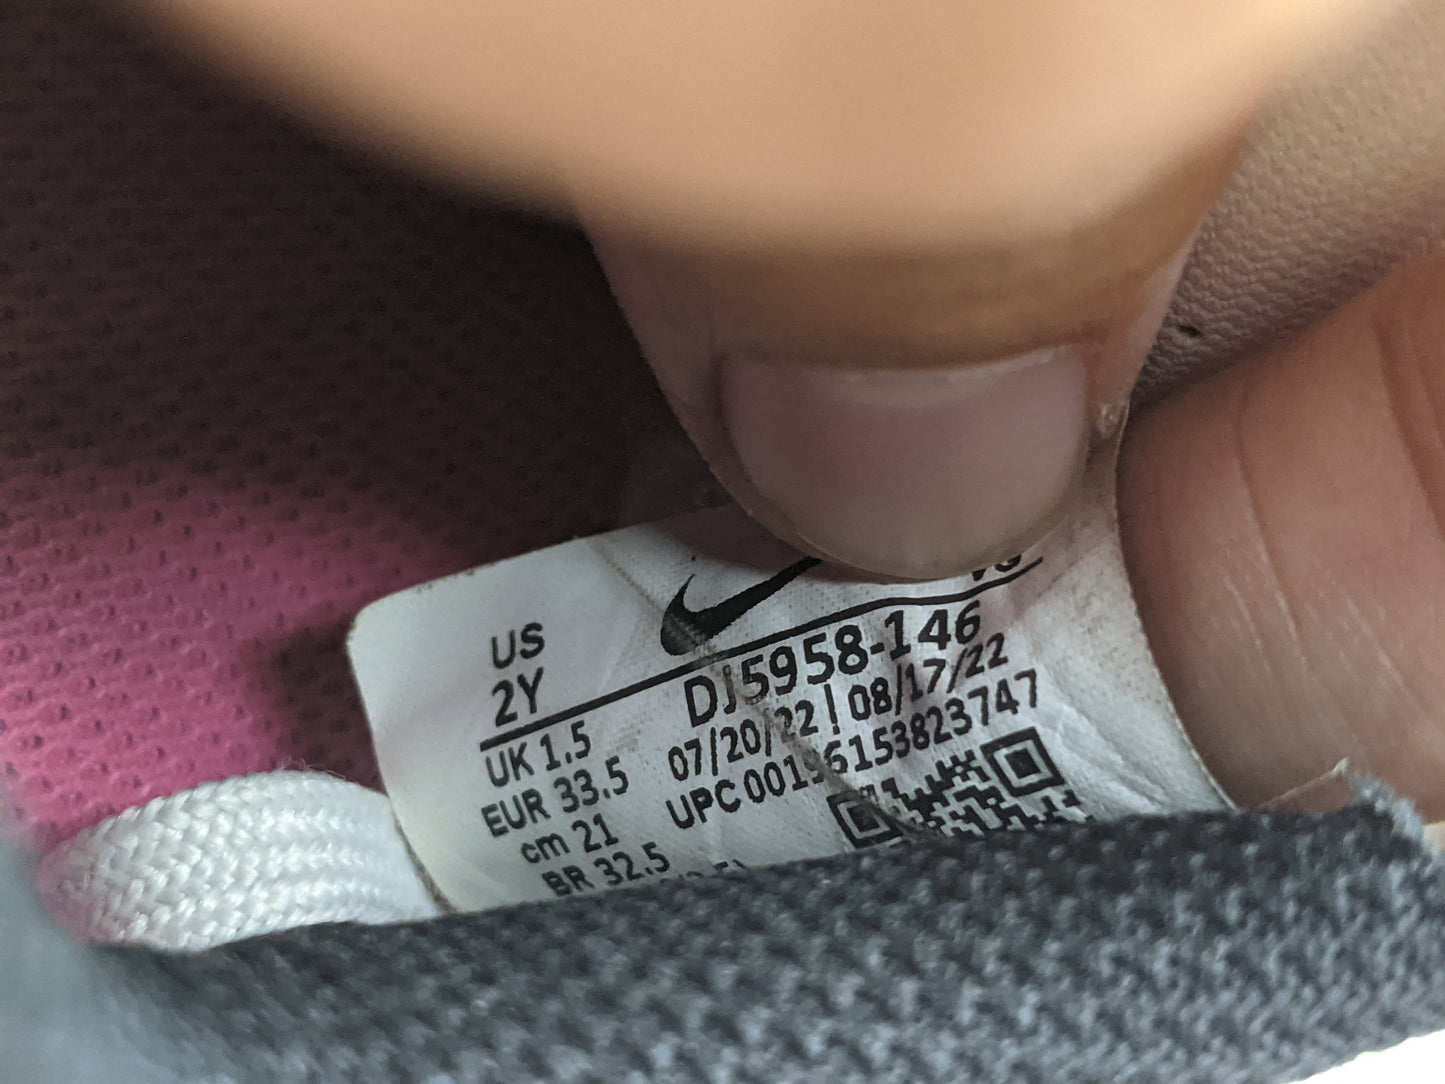 US
2Y
UK 1.5
EUR 33.5
cm 21
BR 32.5
DJ5958-146
07/20/22 | 08/17/22
UPC 00196153823747